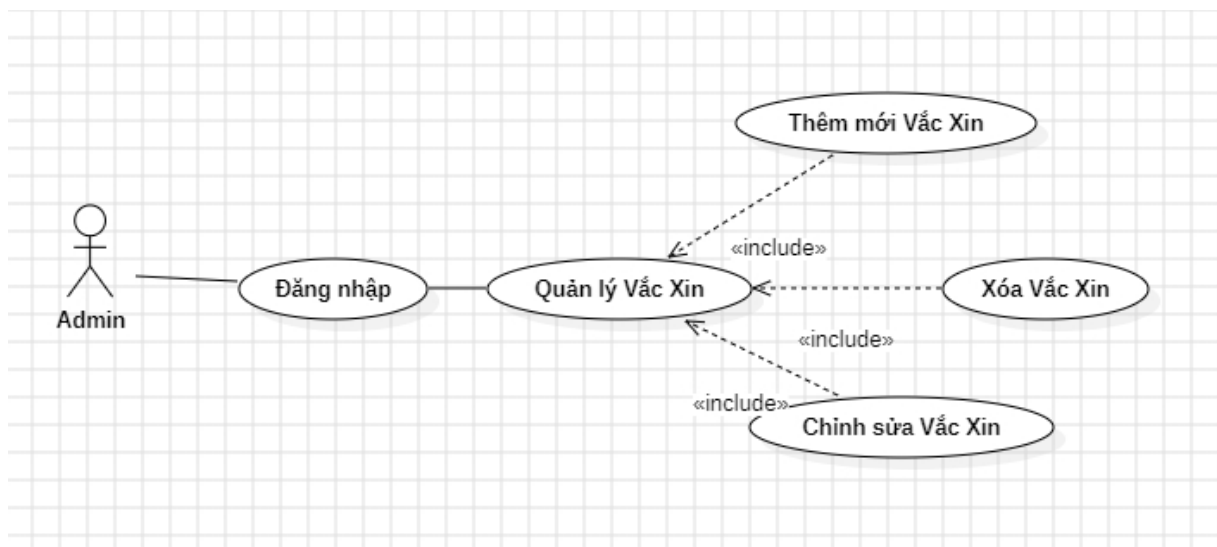 Thêm mới Vắc Xin
«include»
Admin
Đăng nhập
Quản lý Vắc Xin
Xóa Vắc Xin
«include»
«include»
Chỉnh sửa Vắc Xin